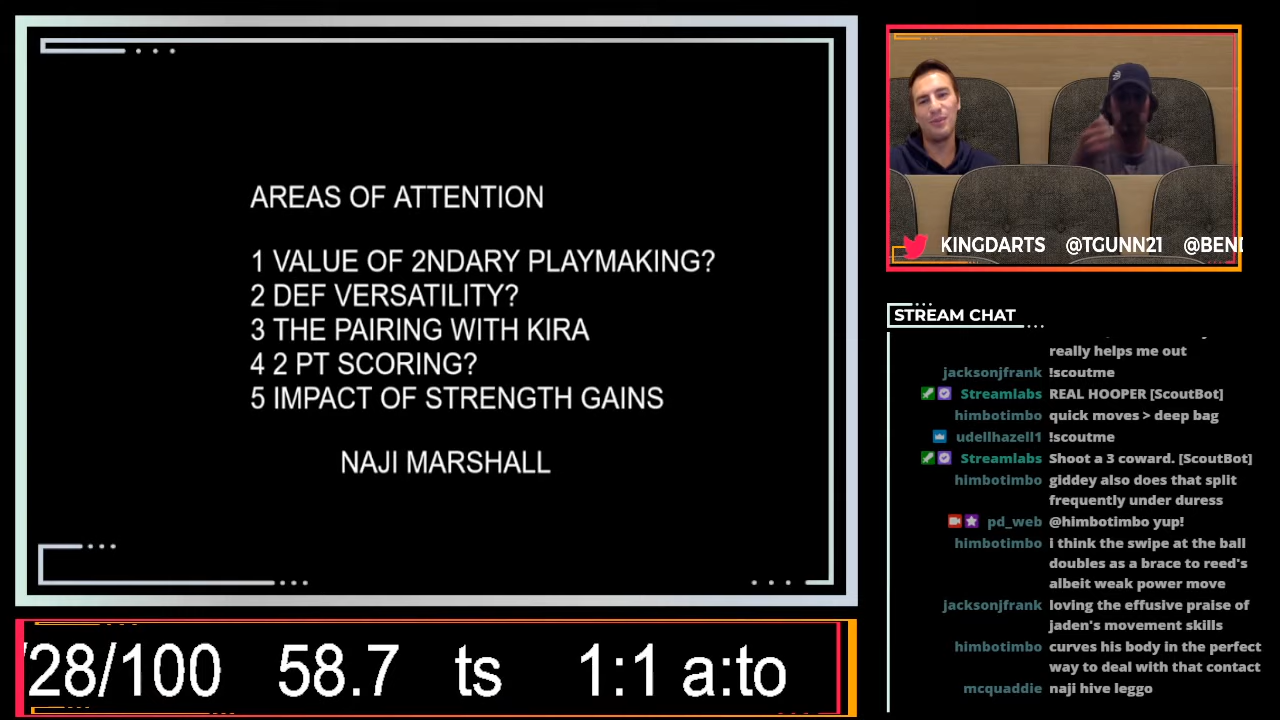 AREAS OF ATTENTION
1 VALUE OF 2NDARY PLAYMAKING?
2 DEF VERSATILITY?
3 THE PAIRING WITH KIRA
4 2 PT SCORING?
5 IMPACT OF STRENGTH GAINS
NAJI MARSHALL
/28/100 58.7 ts 1:1 a:to
KINGDARTS @TGUNN21
STREAM CHAT
really helps me out
jacksonjfrank !scoutme
Streamlabs REAL HOOPER [ScoutBot]
himbotimbo quick moves > deep bag
udellhazell1 !scoutme
Streamlabs Shoot a 3 coward. [ScoutBot]
himbotimbo giddey also does that split
frequently under duress
pd_web @himbotimbo yup!
himbotimbo i think the swipe at the ball
doubles as a brace to reed's
albeit weak power move
jacksonjfrank loving the effusive praise of
jaden's movement skills
himbotimbo curves his body in the perfect
way to deal with that contact
mcquaddie naji hive leggo